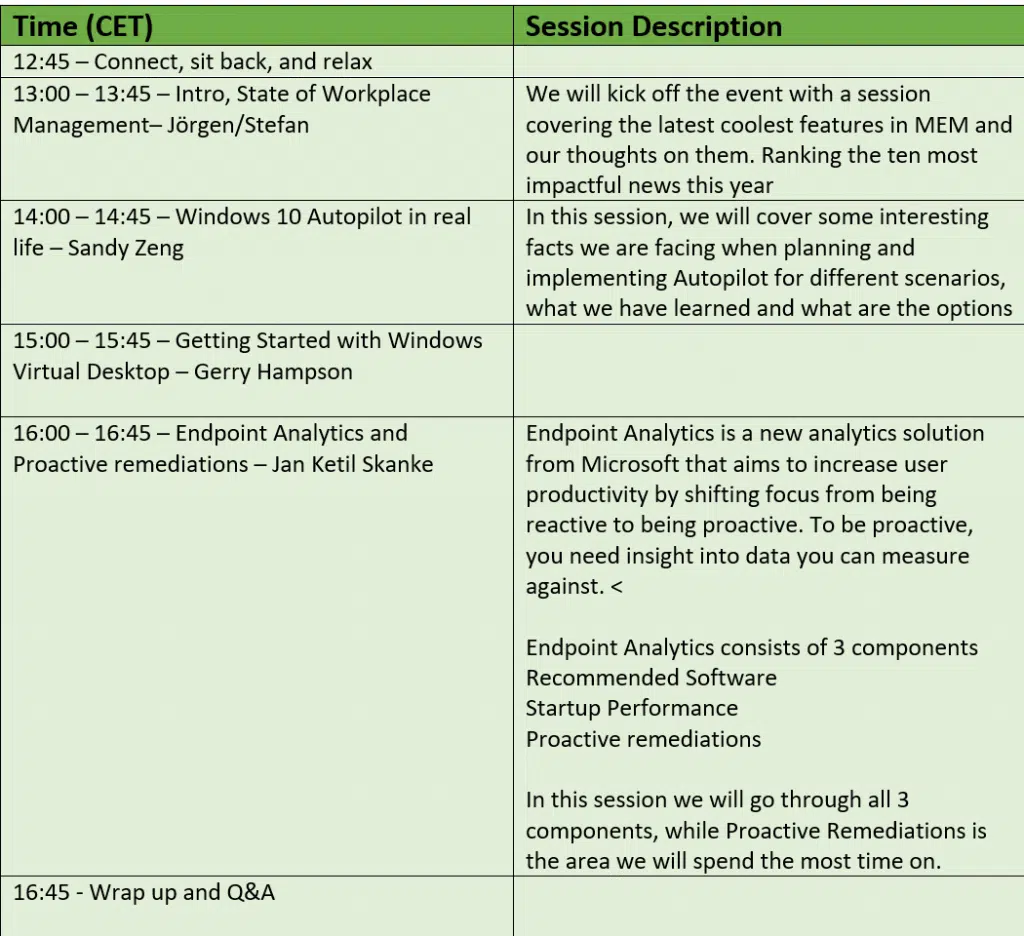 Time (CET)
Session Description
12:45 – Connect, sit back, and relax
13:00 – 13:45 – Intro, State of Workplace
Management– Jörgen/Stefan
We will kick off the event with a session
covering the latest coolest features in MEM and
our thoughts on them. Ranking the ten most
impactful news this year
14:00 – 14:45 – Windows 10 Autopilot in real
life – Sandy Zeng
In this session, we will cover some interesting
facts we are facing when planning and
implementing Autopilot for different scenarios,
what we have learned and what are the options
15:00 – 15:45 – Getting Started with Windows
Virtual Desktop – Gerry Hampson
16:00 – 16:45 – Endpoint Analytics and
Proactive remediations – Jan Ketil Skanke
Endpoint Analytics is a new analytics solution
from Microsoft that aims to increase user
productivity by shifting focus from being
reactive to being proactive. To be proactive,
you need insight into data you can measure
against. <
Endpoint Analytics consists of 3 components
Recommended Software
Startup Performance
Proactive remediations
In this session we will go through all 3
components, while Proactive Remediations is
the area we will spend the most time on.
16:45 - Wrap up and Q&A